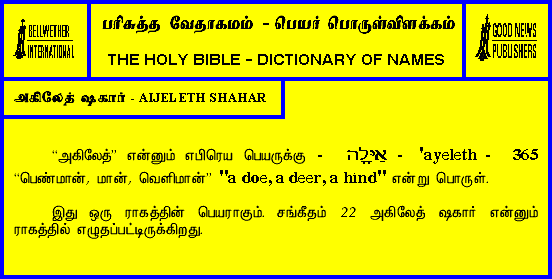 BELLWETHER
INTERNATIONAL
பரிசுத்த வேதாகமம் - பெயர் பொருள்விளக்கம்
THE HOLY BIBLE - DICTIONARY OF NAMES
GOOD NEWS
PUBLISHERS
அகிலேத் ஷகார் - AIJELETH SHAHAR
“அகிலேத்” என்னும் எபிரெய பெயருக்கு - אַיָּלָה - 'ayeleth - 365
“பெண்மான், மான், வெளிமான்” "a doe, a deer, a hind" என்று பொருள்.
இது ஒரு ராகத்தின் பெயராகும். சங்கீதம் 22 அகிலேத் ஷகார் என்னும்
ராகத்தில் எழுதப்பட்டிருக்கிறது.